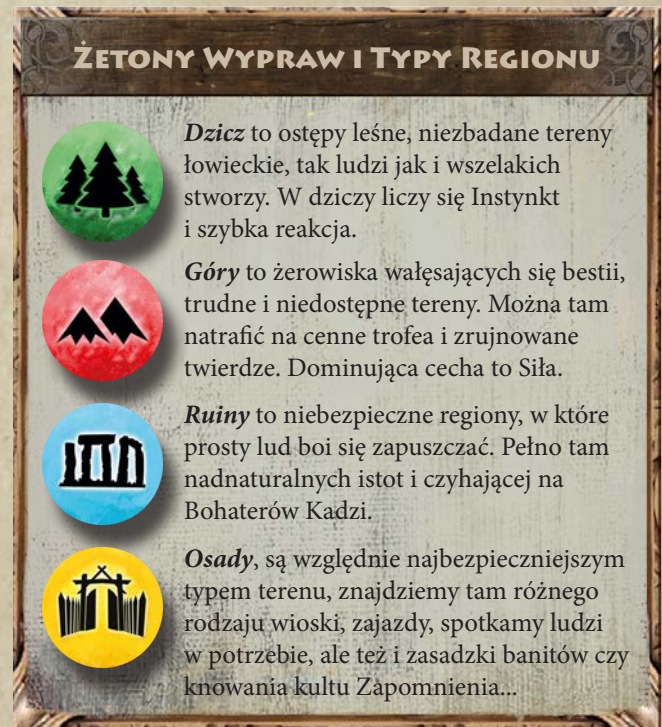 Żetony Wypraw i Typy Regionu
Dzicz to ostępy leśne, niezbadane tereny
łowieckie, tak ludzi jak i wszelakich
stworzy. W dziczy liczy się Instynkt
i szybka reakcja.
Góry to żerowiska wałęsających się bestii,
trudne i niedostępne tereny. Można tam
natrafić na cenne trofea i zrujnowane
twierdze. Dominująca cecha to Siła.
Ruiny to niebezpieczne regiony, w które
prosty lud boi się zapuszczać. Pełno tam
nadnaturalnych istot i czyhającej na
Bohaterów Kadzi.
Osady, są względnie najbezpieczniejszym
typem terenu, znajdziemy tam różnego
rodzaju wioski, zajazdy, spotkamy ludzi
w potrzebie, ale też i zasadzki banitów czy
knowania kultu Zapomnienia...